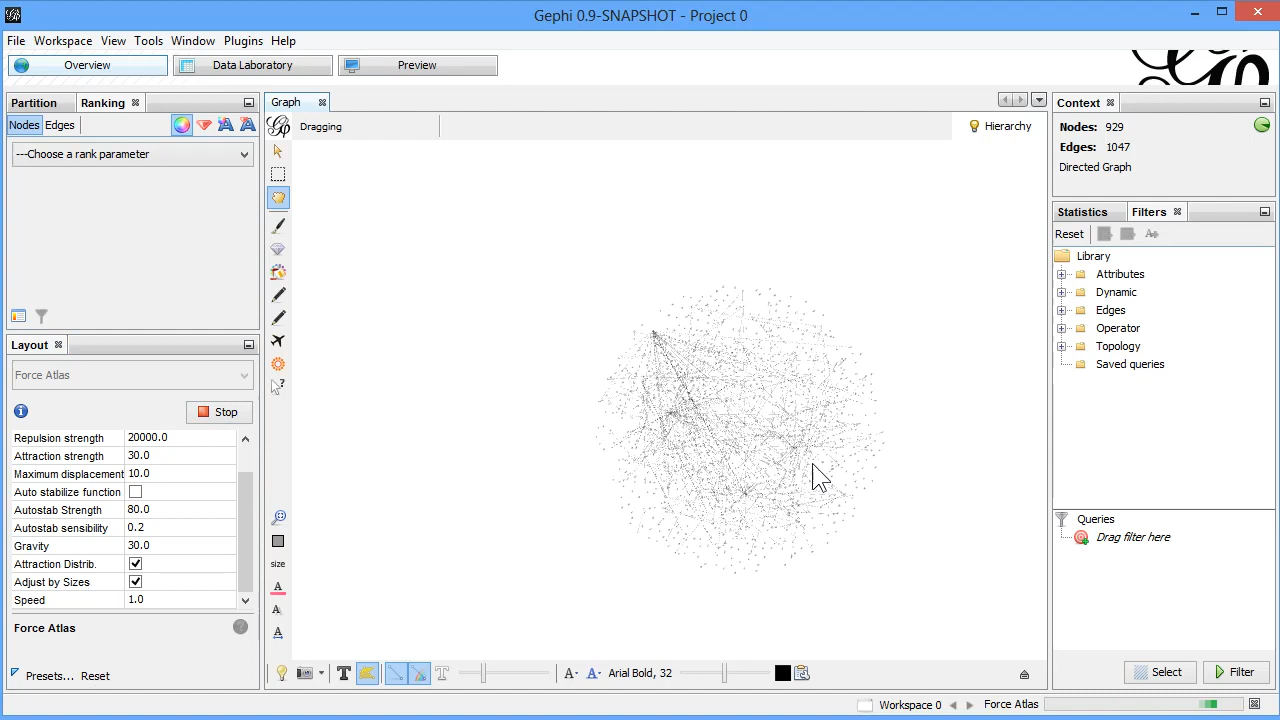 Gephi 0.9-SNAPSHOT - Project 0
File Workspace View Tools Window Plugins Help
Overview Data Laboratory Preview
Partition Ranking
Nodes Edges
---Choose a rank parameter
Layout
Force Atlas
Stop
Repulsion strength 20000.0
Attraction strength 30.0
Maximum displacement 10.0
Auto stabilize function
Autostab Strength 80.0
Autostab sensibility 0.2
Gravity 30.0
Attraction Distrib.
Adjust by Sizes
Speed 1.0
Force Atlas
Presets... Reset
Graph
Dragging
Hierarchy
size
Arial Bold, 32
Context
Nodes: 929
Edges: 1047
Directed Graph
Statistics Filters
Reset
Library
Attributes
Dynamic
Edges
Operator
Topology
Saved queries
Queries
Drag filter here
Select Filter
Workspace 0 Force Atlas